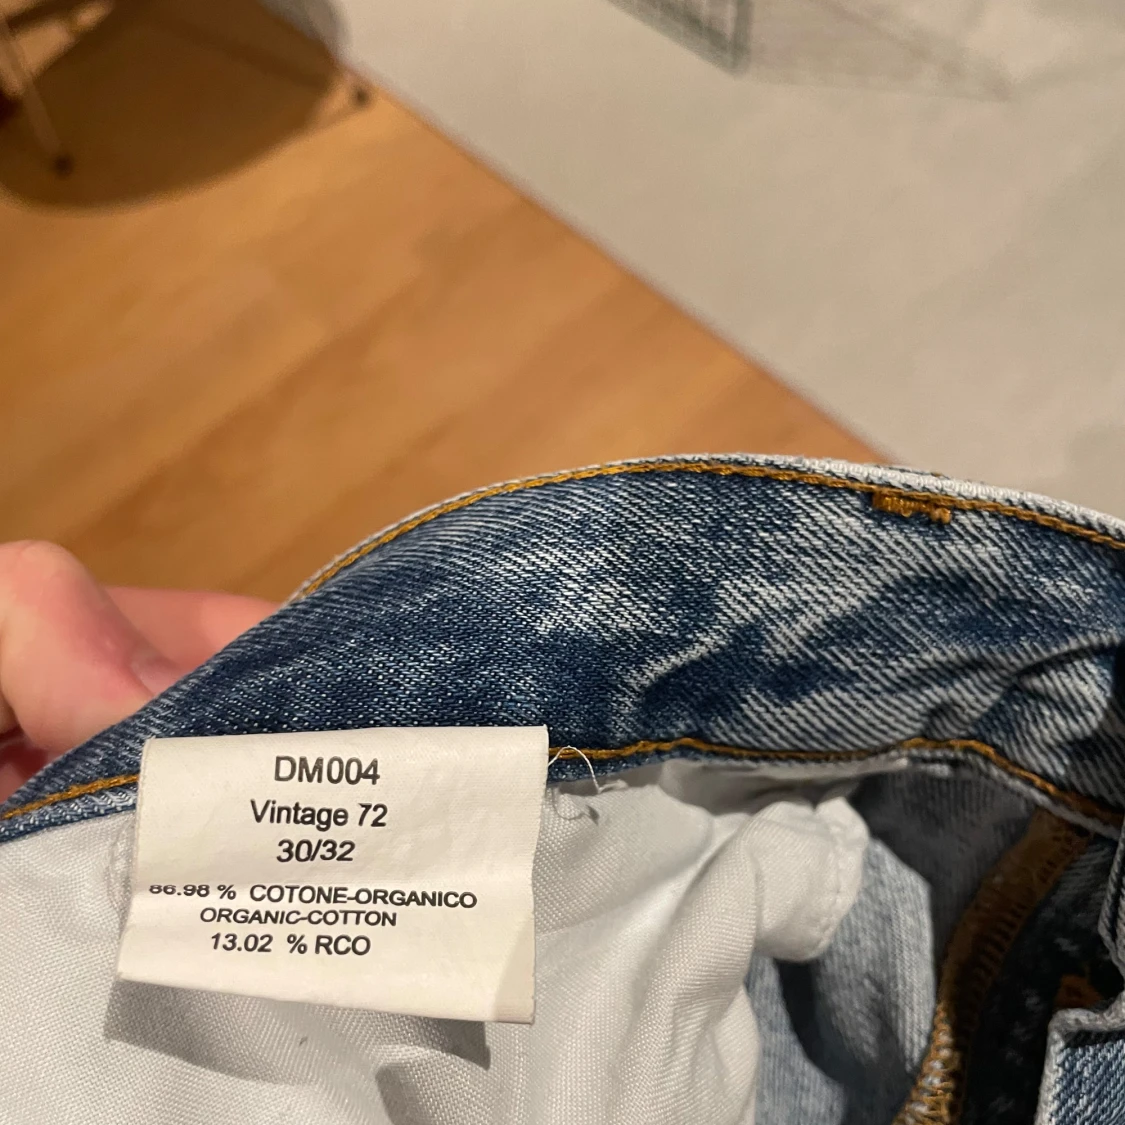 DM004
Vintage 72
30/32
86.98 % COTONE-ORGANICO
ORGANIC-COTTON
13.02 % RCO